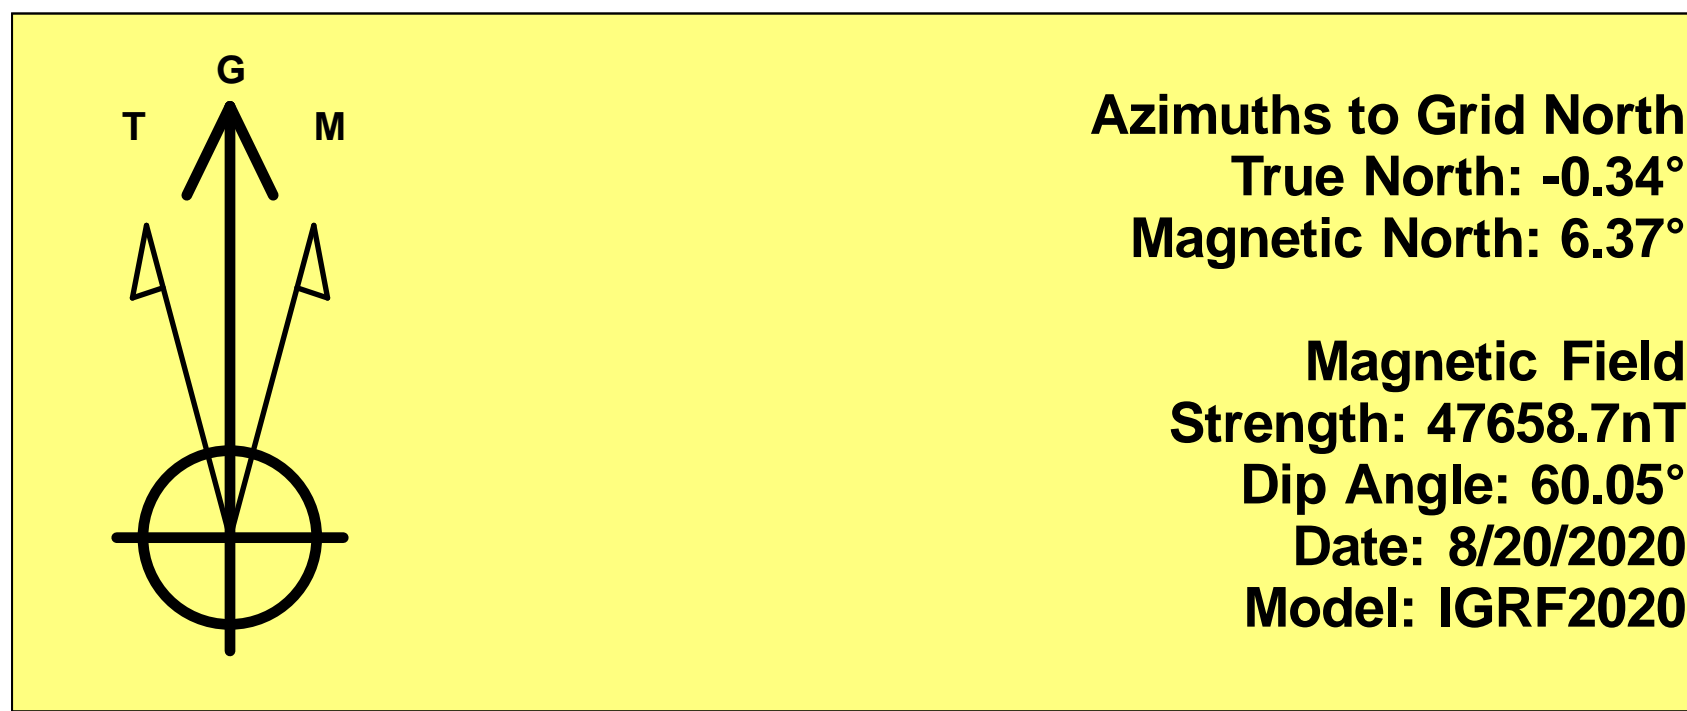 G
T M
Azimuths to Grid North
True North: -0.34°
Magnetic North: 6.37°
Magnetic Field
Strength: 47658.7nT
Dip Angle: 60.05°
Date: 8/20/2020
Model: IGRF2020